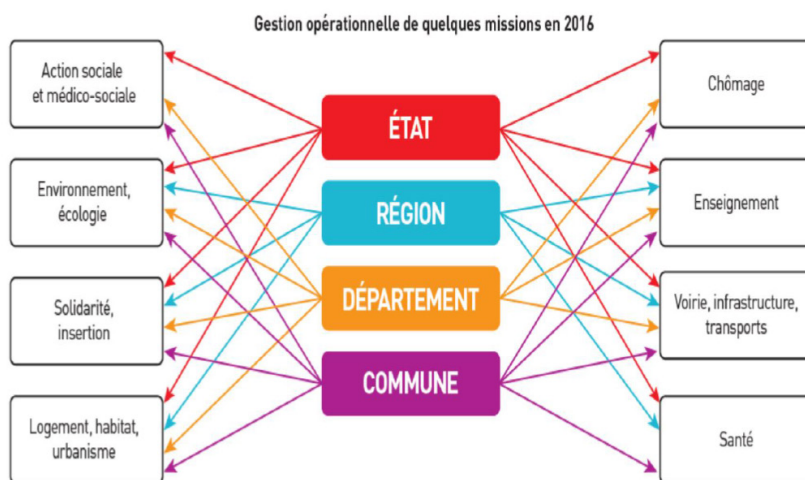 Gestion opérationnelle de quelques missions en 2016
Action sociale
et médico-sociale
Environnement,
écologie
Solidarité,
insertion
Logement, habitat,
urbanisme
ÉTAT
RÉGION
DÉPARTEMENT
COMMUNE
Chômage
Enseignement
Voirie, infrastructure,
transports
Santé